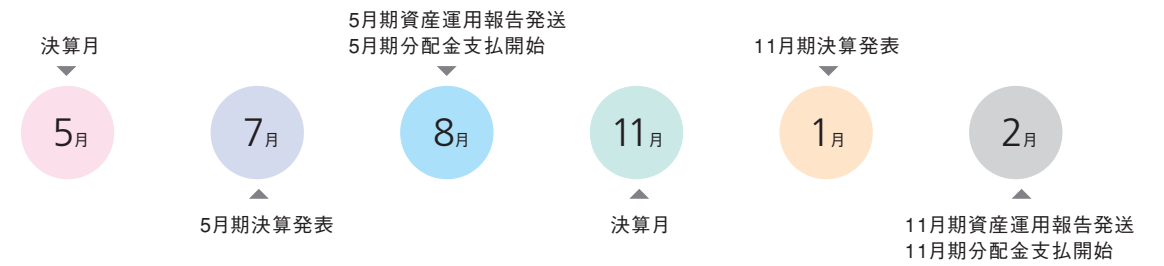 決算月
5月
5月期決算発表
7月
5月期資産運用報告発送
5月期分配金支払開始
8月
11月
決算月
11月期決算発表
1月
2月
11月期資産運用報告発送
11月期分配金支払開始